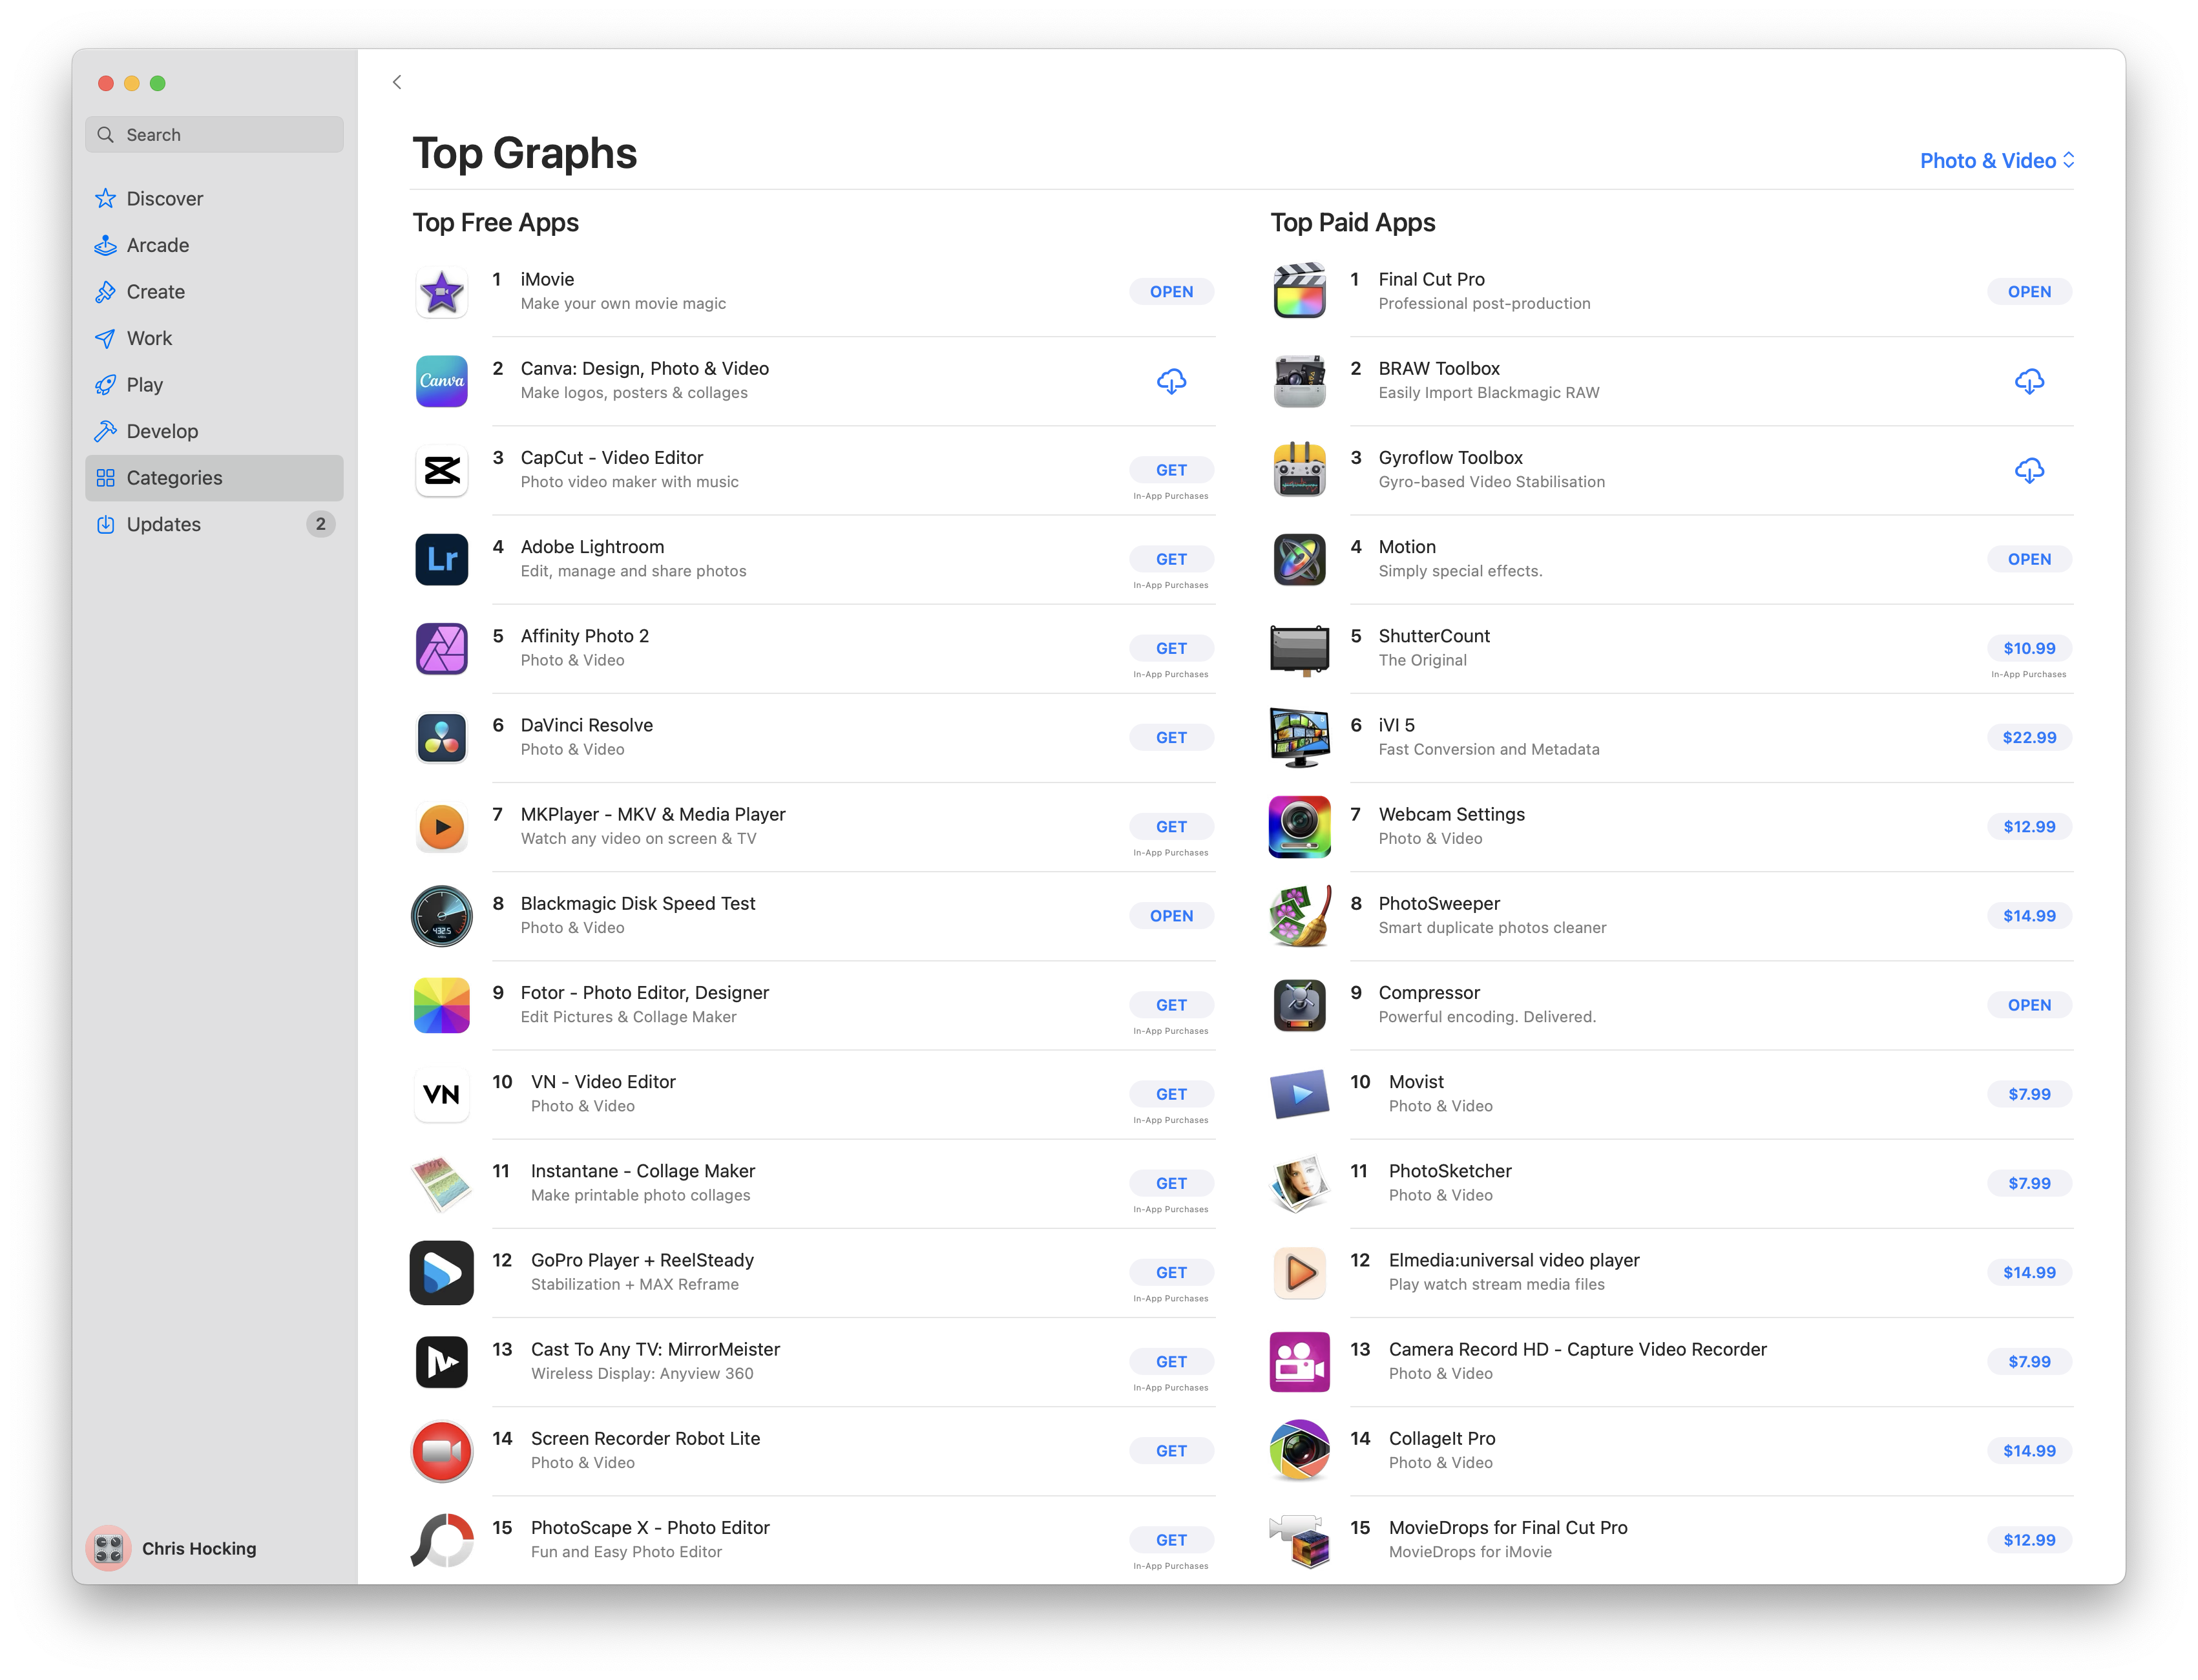 Search
Discover
Arcade
Create
Work
Play
Develop
Categories
Updates 2
Chris Hocking
Top Graphs
Photo & Video
Top Free Apps
1 iMovie
Make your own movie magic
OPEN
Canva
2 Canva: Design, Photo & Video
Make logos, posters & collages
3 CapCut - Video Editor
Photo video maker with music
GET
In-App Purchases
Lr
4 Adobe Lightroom
Edit, manage and share photos
GET
In-App Purchases
5 Affinity Photo 2
Photo & Video
GET
In-App Purchases
6 DaVinci Resolve
Photo & Video
GET
7 MKPlayer - MKV & Media Player
Watch any video on screen & TV
GET
In-App Purchases
432.5
8 Blackmagic Disk Speed Test
Photo & Video
OPEN
9 Fotor - Photo Editor, Designer
Edit Pictures & Collage Maker
GET
In-App Purchases
VN
10 VN - Video Editor
Photo & Video
GET
In-App Purchases
11 Instantane - Collage Maker
Make printable photo collages
GET
In-App Purchases
12 GoPro Player + ReelSteady
Stabilization + MAX Reframe
GET
In-App Purchases
13 Cast To Any TV: MirrorMeister
Wireless Display: Anyview 360
GET
In-App Purchases
14 Screen Recorder Robot Lite
Photo & Video
GET
15 PhotoScape X - Photo Editor
Fun and Easy Photo Editor
GET
In-App Purchases
Top Paid Apps
1 Final Cut Pro
Professional post-production
OPEN
2 BRAW Toolbox
Easily Import Blackmagic RAW
3 Gyroflow Toolbox
Gyro-based Video Stabilisation
4 Motion
Simply special effects.
OPEN
5 ShutterCount
The Original
$10.99
In-App Purchases
6 iVI 5
Fast Conversion and Metadata
$22.99
7 Webcam Settings
Photo & Video
$12.99
8 PhotoSweeper
Smart duplicate photos cleaner
$14.99
9 Compressor
Powerful encoding. Delivered.
OPEN
10 Movist
Photo & Video
$7.99
11 PhotoSketcher
Photo & Video
$7.99
12 Elmedia:universal video player
Play watch stream media files
$14.99
13 Camera Record HD - Capture Video Recorder
Photo & Video
$7.99
14 CollageIt Pro
Photo & Video
$14.99
15 MovieDrops for Final Cut Pro
MovieDrops for iMovie
$12.99